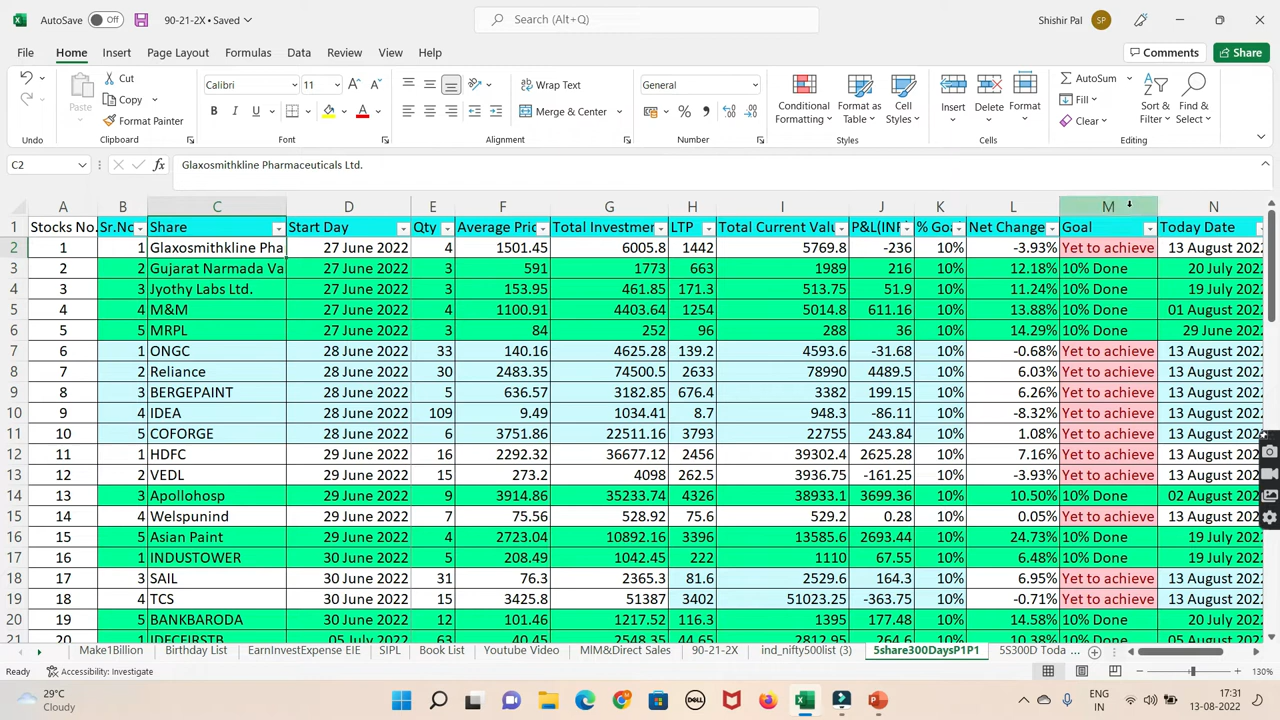 AutoSave Off 90-21-2X • Saved Search (Alt+Q) Shishir Pal SP
File Home Insert Page Layout Formulas Data Review View Help Comments Share
Undo Paste Cut Copy Format Painter Clipboard
Calibri 11 B I U Font
Wrap Text Merge & Center Alignment
General Number
Conditional Formatting Format as Table Cell Styles Styles
Insert Delete Format Cells
AutoSum Fill Clear Sort & Filter Find & Select Editing
C2 fx Glaxosmithkline Pharmaceuticals Ltd.
A B C D E F G H I J K L M N
1 Stocks No. Sr.No Share Start Day Qty Average Pric Total Investmen LTP Total Current Valu P&L(INR % Goa Net Change Goal Today Date
2 1 1 Glaxosmithkline Pha 27 June 2022 4 1501.45 6005.8 1442 5769.8 -236 10% -3.93% Yet to achieve 13 August 202
3 2 2 Gujarat Narmada Va 27 June 2022 3 591 1773 663 1989 216 10% 12.18% 10% Done 20 July 202
4 3 3 Jyothy Labs Ltd. 27 June 2022 3 153.95 461.85 171.3 513.75 51.9 10% 11.24% 10% Done 19 July 202
5 4 4 M&M 27 June 2022 4 1100.91 4403.64 1254 5014.8 611.16 10% 13.88% 10% Done 01 August 202
6 5 5 MRPL 27 June 2022 3 84 252 96 288 36 10% 14.29% 10% Done 29 June 202
7 6 1 ONGC 28 June 2022 33 140.16 4625.28 139.2 4593.6 -31.68 10% -0.68% Yet to achieve 13 August 202
8 7 2 Reliance 28 June 2022 30 2483.35 74500.5 2633 78990 4489.5 10% 6.03% Yet to achieve 13 August 202
9 8 3 BERGEPAINT 28 June 2022 5 636.57 3182.85 676.4 3382 199.15 10% 6.26% Yet to achieve 13 August 202
10 9 4 IDEA 28 June 2022 109 9.49 1034.41 8.7 948.3 -86.11 10% -8.32% Yet to achieve 13 August 202
11 10 5 COFORGE 28 June 2022 6 3751.86 22511.16 3793 22755 243.84 10% 1.08% Yet to achieve 13 August 202
12 11 1 HDFC 29 June 2022 16 2292.32 36677.12 2456 39302.4 2625.28 10% 7.16% Yet to achieve 13 August 202
13 12 2 VEDL 29 June 2022 15 273.2 4098 262.5 3936.75 -161.25 10% -3.93% Yet to achieve 13 August 202
14 13 3 Apollohosp 29 June 2022 9 3914.86 35233.74 4326 38933.1 3699.36 10% 10.50% 10% Done 02 August 202
15 14 4 Welspunind 29 June 2022 7 75.56 528.92 75.6 529.2 0.28 10% 0.05% Yet to achieve 13 August 202
16 15 5 Asian Paint 29 June 2022 4 2723.04 10892.16 3396 13585.6 2693.44 10% 24.73% 10% Done 19 July 202
17 16 1 INDUSTOWER 30 June 2022 5 208.49 1042.45 222 1110 67.55 10% 6.48% 10% Done 19 July 202
18 17 3 SAIL 30 June 2022 31 76.3 2365.3 81.6 2529.6 164.3 10% 6.95% Yet to achieve 13 August 202
19 18 4 TCS 30 June 2022 15 3425.8 51387 3402 51023.25 -363.75 10% -0.71% Yet to achieve 13 August 202
20 19 5 BANKBARODA 30 June 2022 12 101.46 1217.52 116 1395 177.48 10% 14.58% 10% Done 20 July 202
21 20 1 IDFCFIRSTB 05 July 2022 63 40.45 2548.35 44.65 2812.95 264.6 10% 10.38% 10% Done 05 August 202
Make1Billion Birthday List EarnInvestExpense EIE SIPL Book List Youtube Video MIM&Direct Sales 90-21-2X ind_nifty500list (3) 5share300DaysP1P1 5S300D Toda ...
Ready Accessibility: Investigate 130%
29°C ENG 17:31
Cloudy IN 13-08-2022